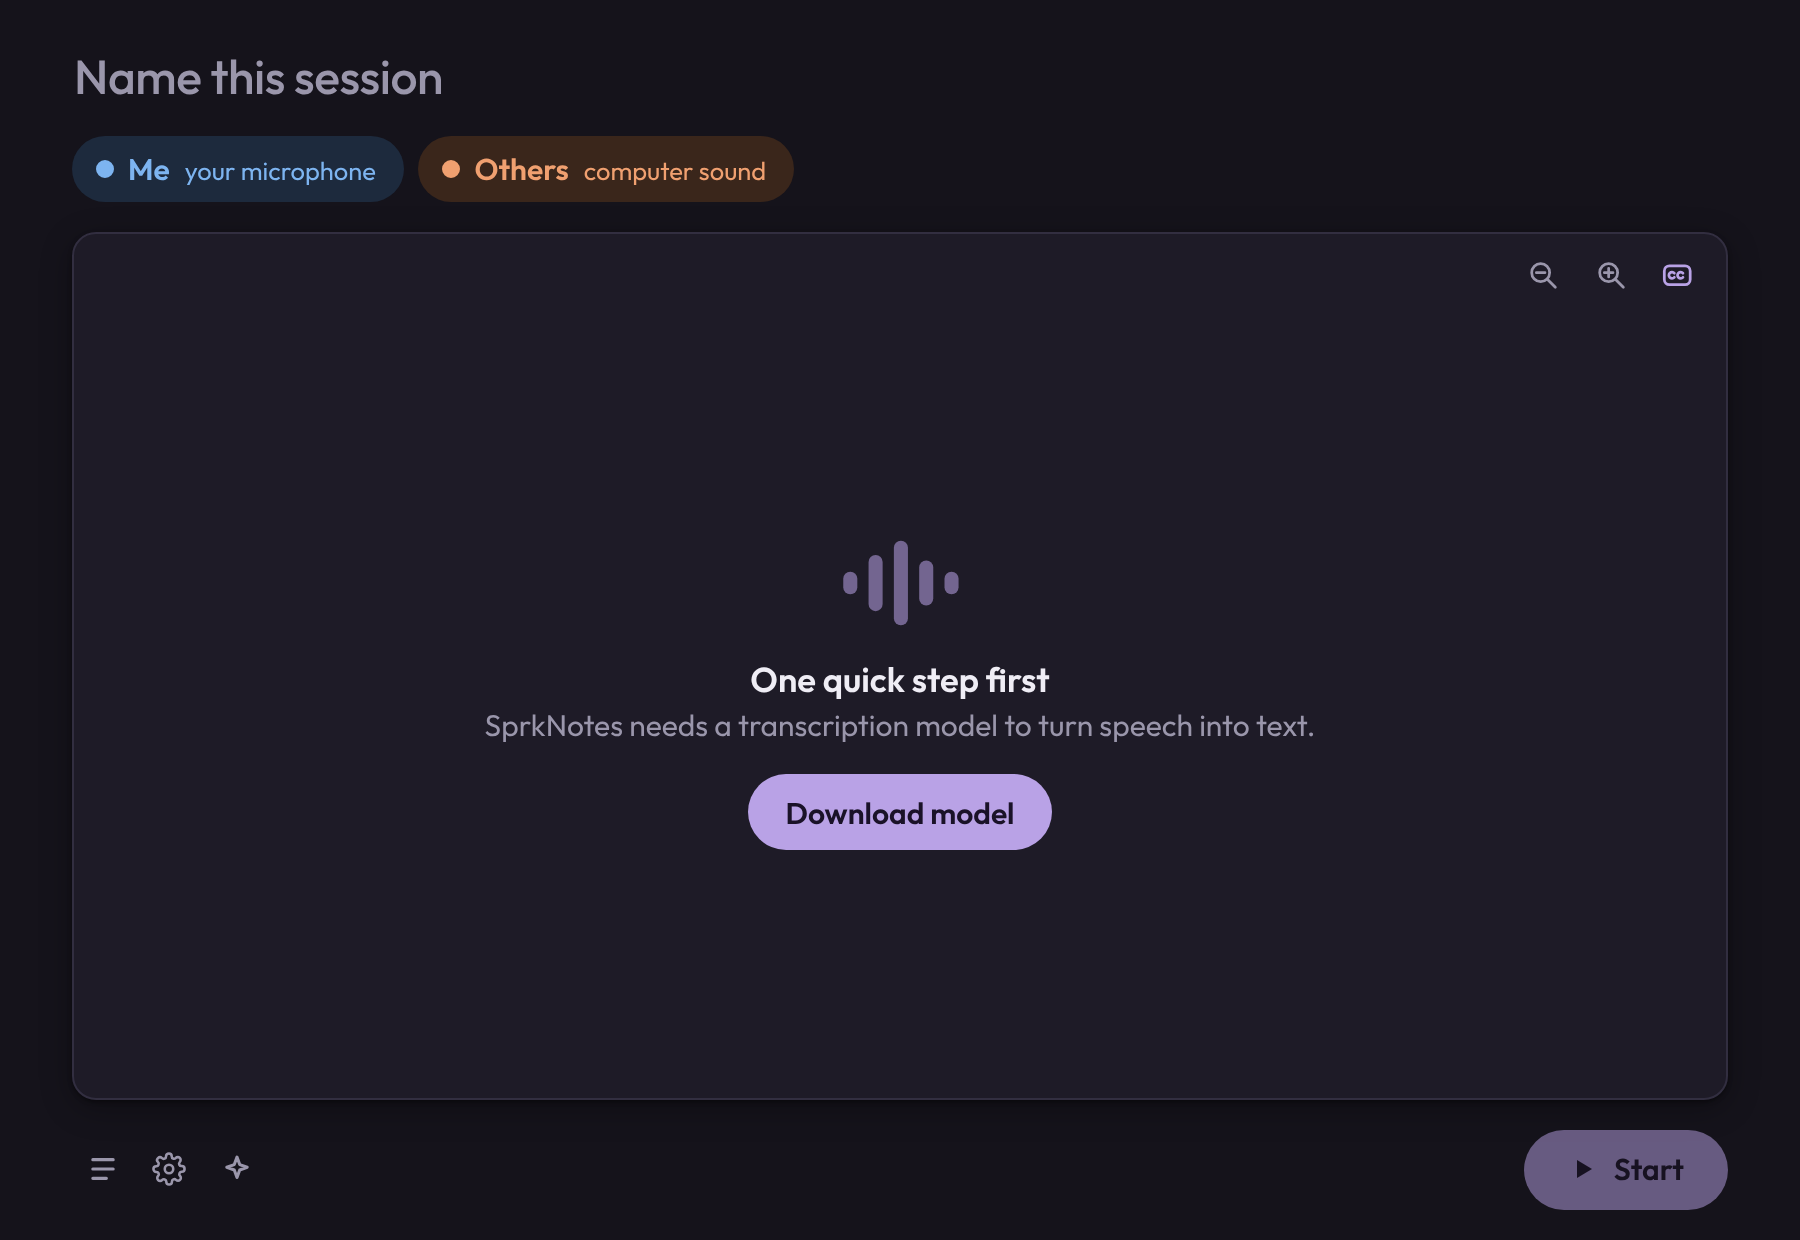 Name this session
Me your microphone
Others computer sound
CC
One quick step first
SprkNotes needs a transcription model to turn speech into text.
Download model
Start